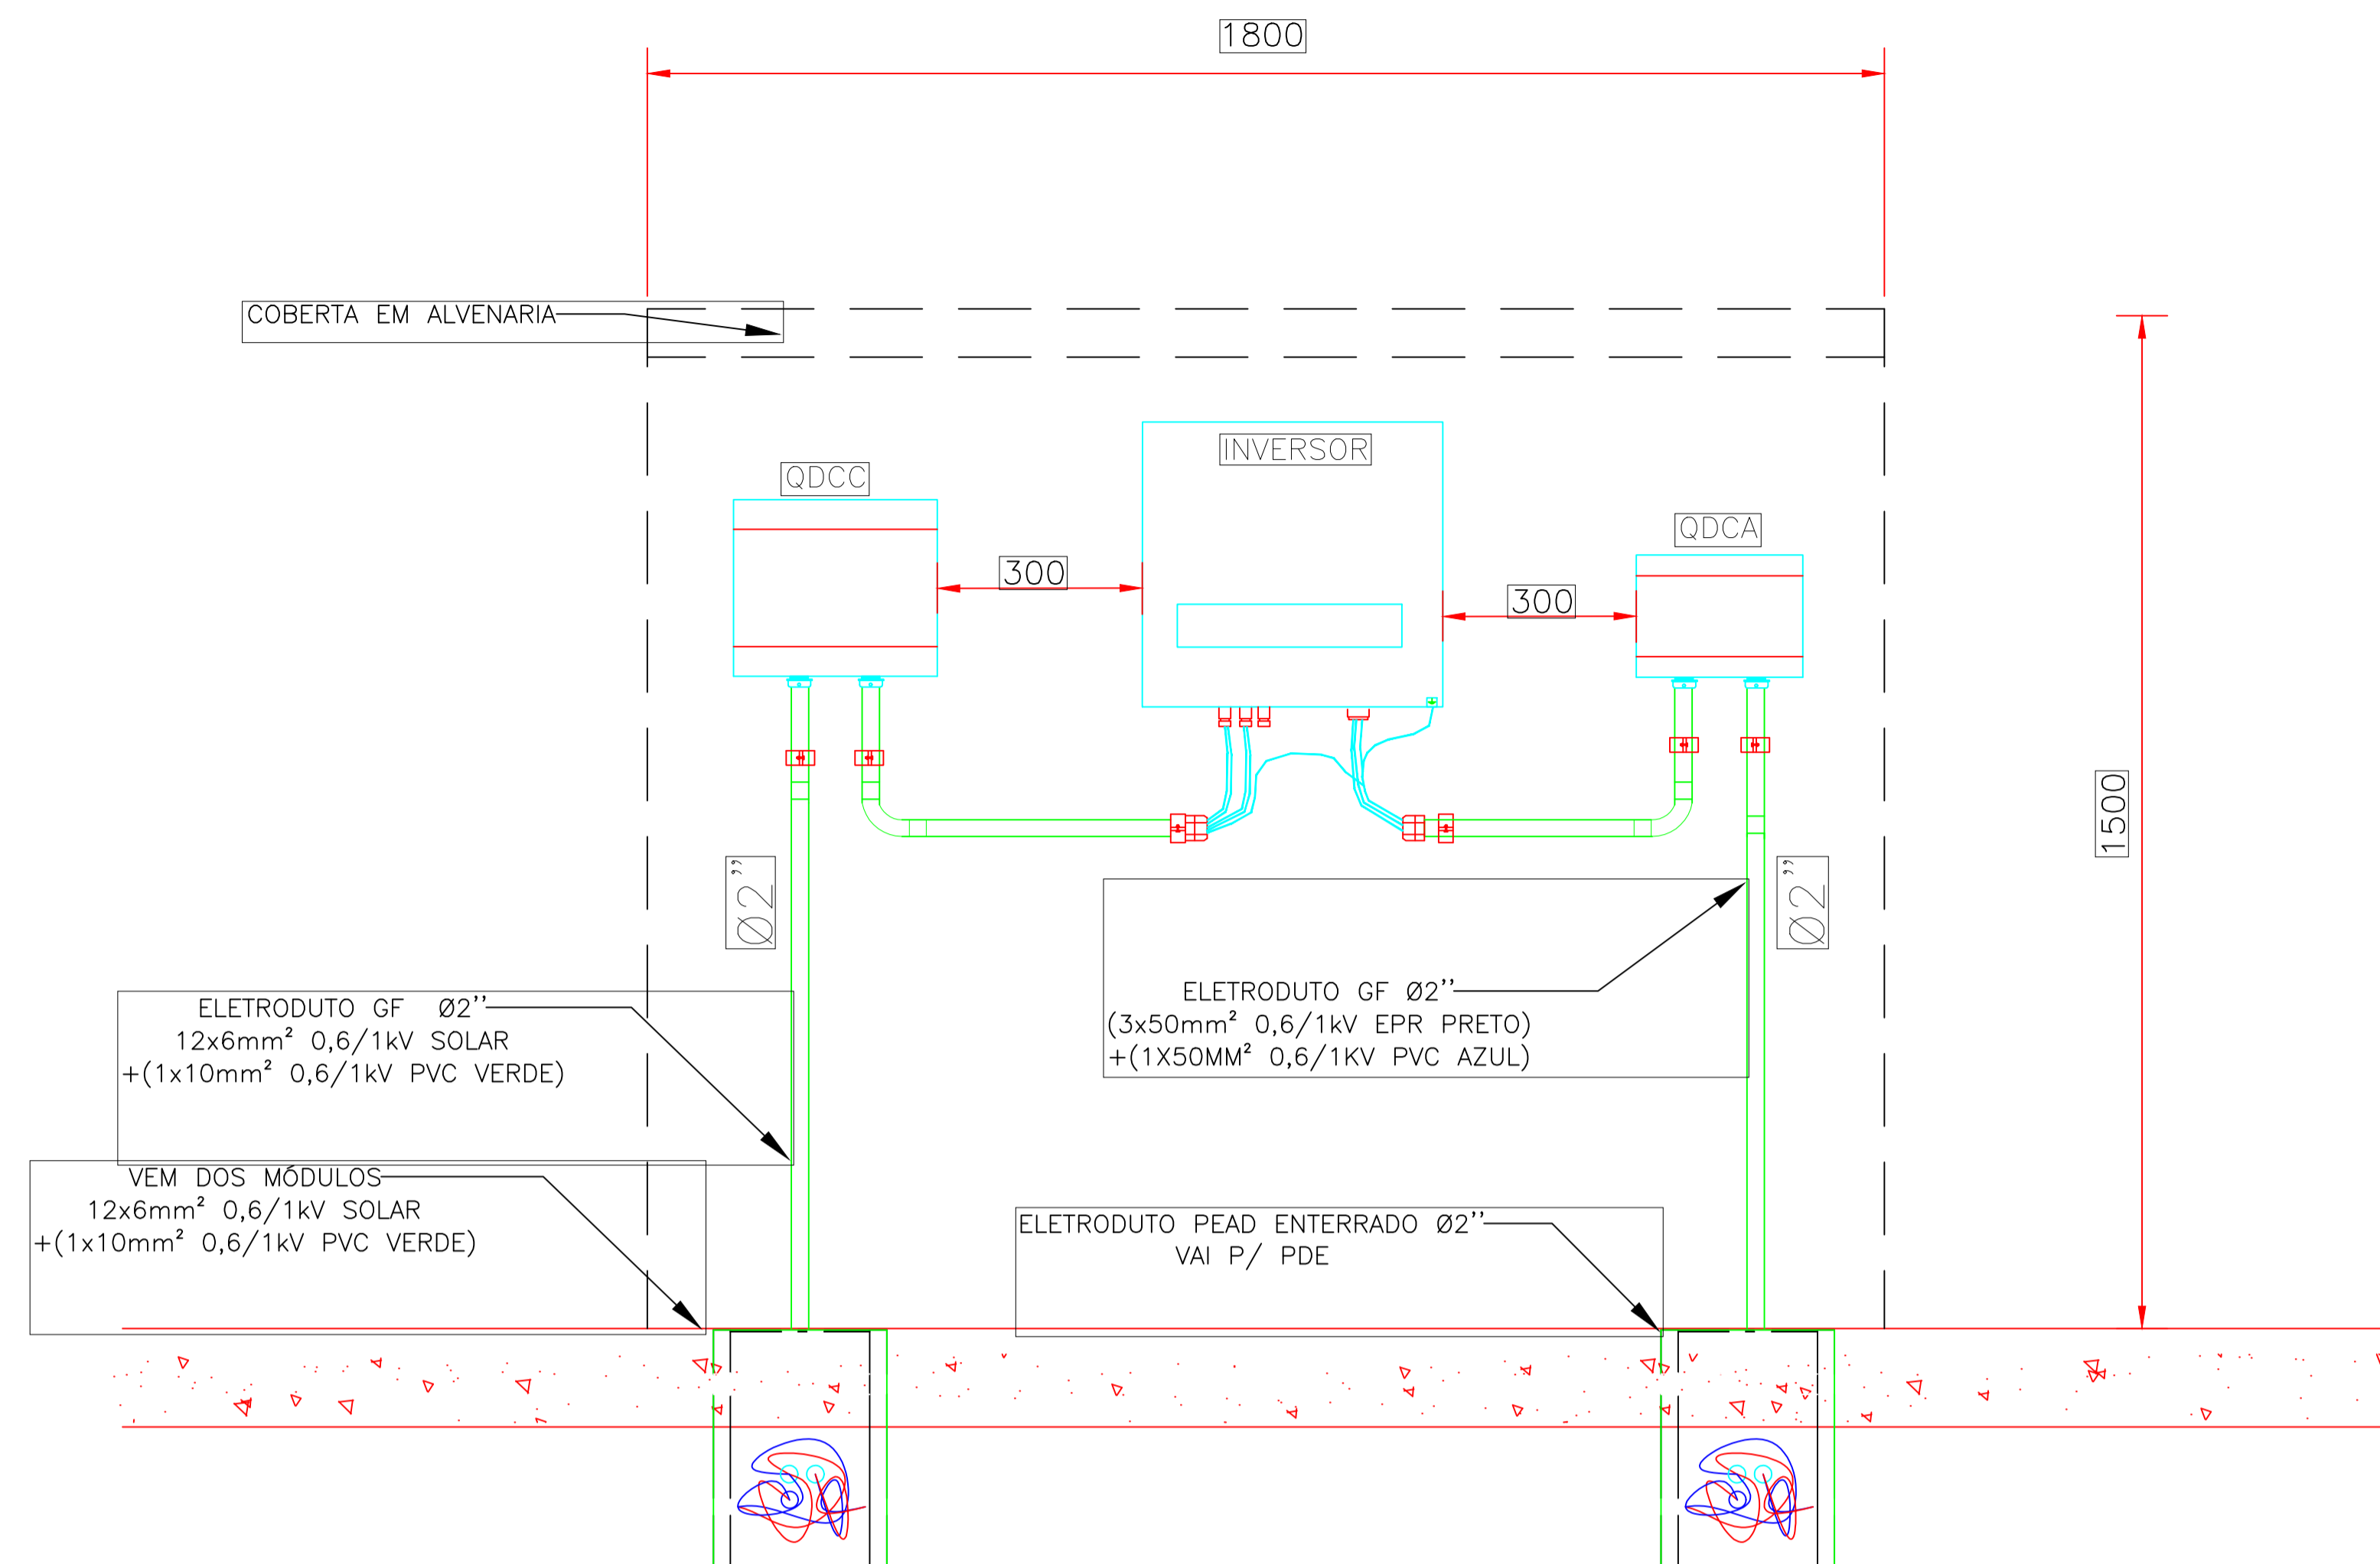 1800
COBERTA EM ALVENARIA
INVERSOR
QDCC
QDCA
300
300
1500
Ø2"
Ø2"
ELETRODUTO GF Ø2''
12x6mm² 0,6/1kV SOLAR
+(1x10mm² 0,6/1kV PVC VERDE)
ELETRODUTO GF Ø2''
(3x50mm² 0,6/1kV EPR PRETO)
+(1X50MM² 0,6/1KV PVC AZUL)
VEM DOS MÓDULOS
12x6mm² 0,6/1kV SOLAR
+(1x10mm² 0,6/1kV PVC VERDE)
ELETRODUTO PEAD ENTERRADO Ø2''
VAI P/ PDE